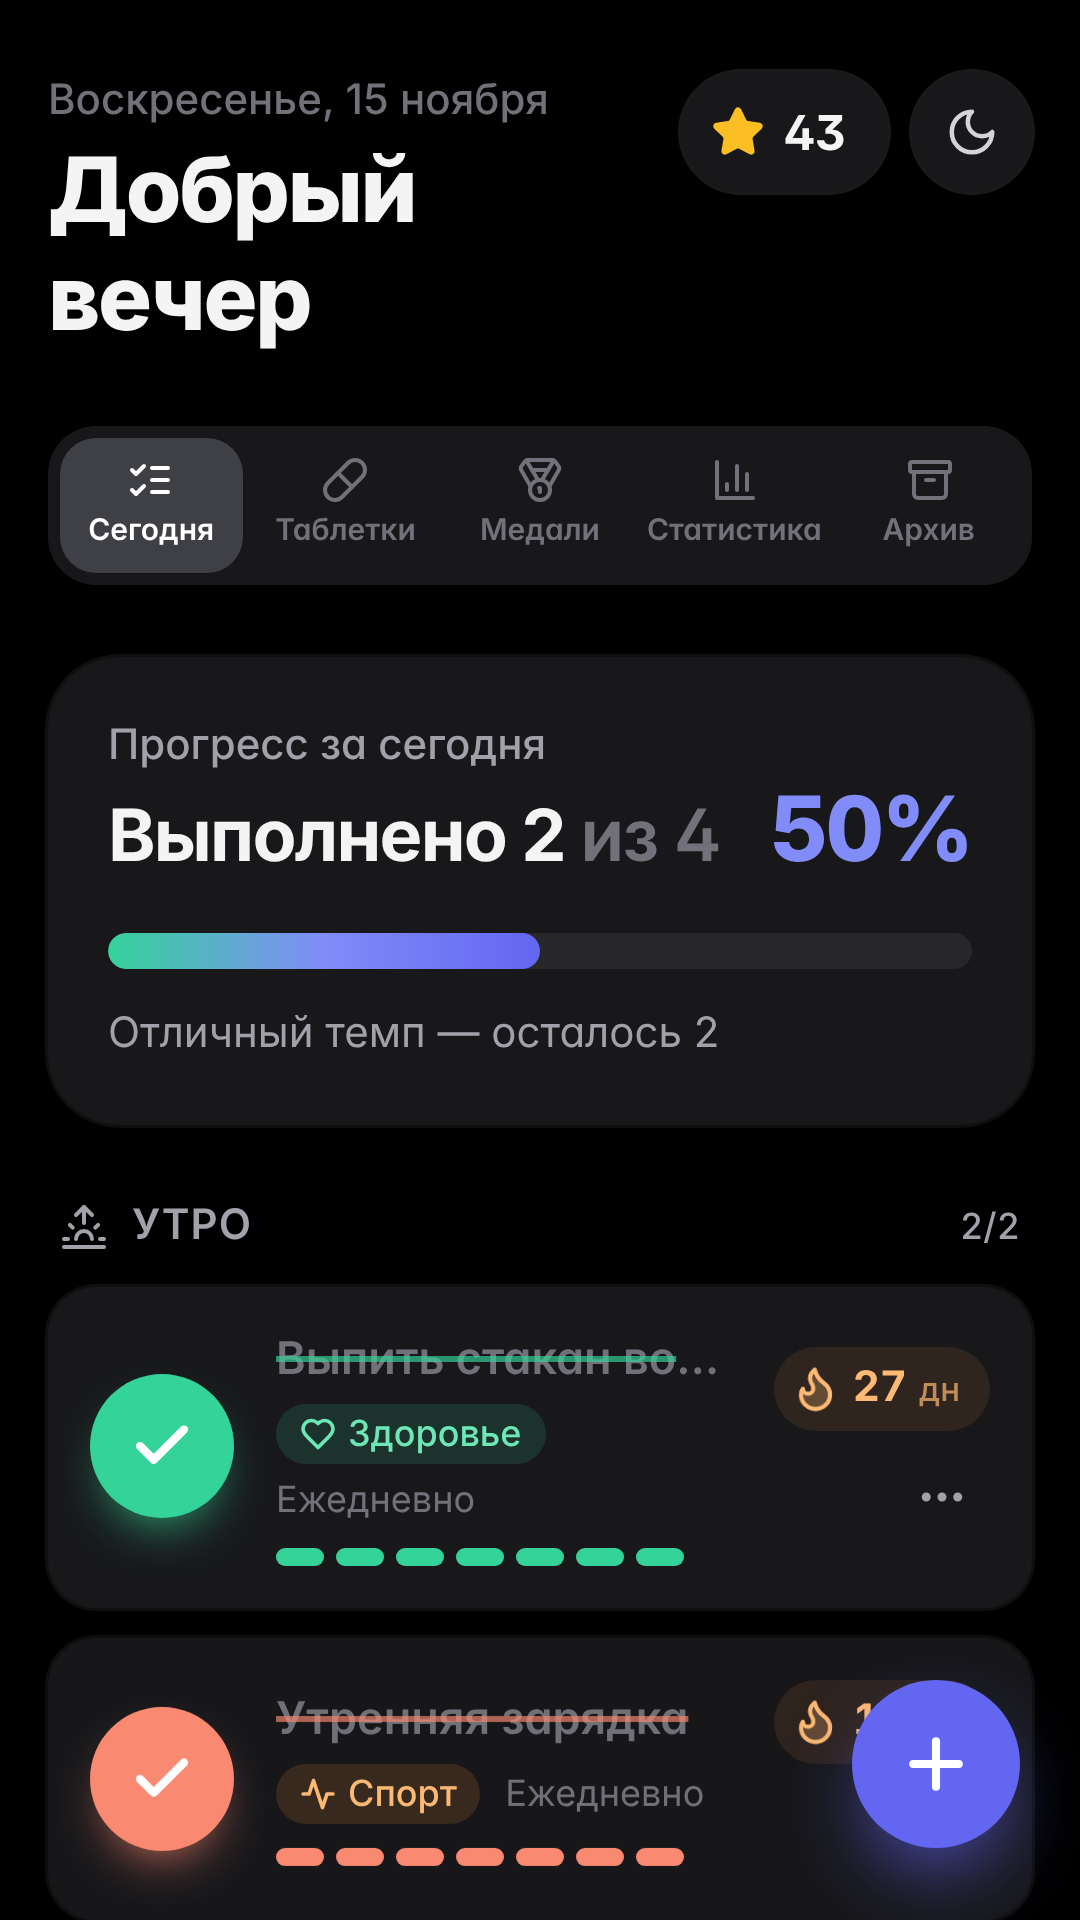 Воскресенье, 15 ноября
43
Добрый
вечер
Сегодня
Таблетки
Медали
Статистика
Архив
Прогресс за сегодня
Выполнено 2 из 4
50%
Отличный темп — осталось 2
УТРО
2/2
Выпить стакан во...
27 дн
Здоровье
Ежедневно
Утренняя зарядка
Спорт
Ежедневно